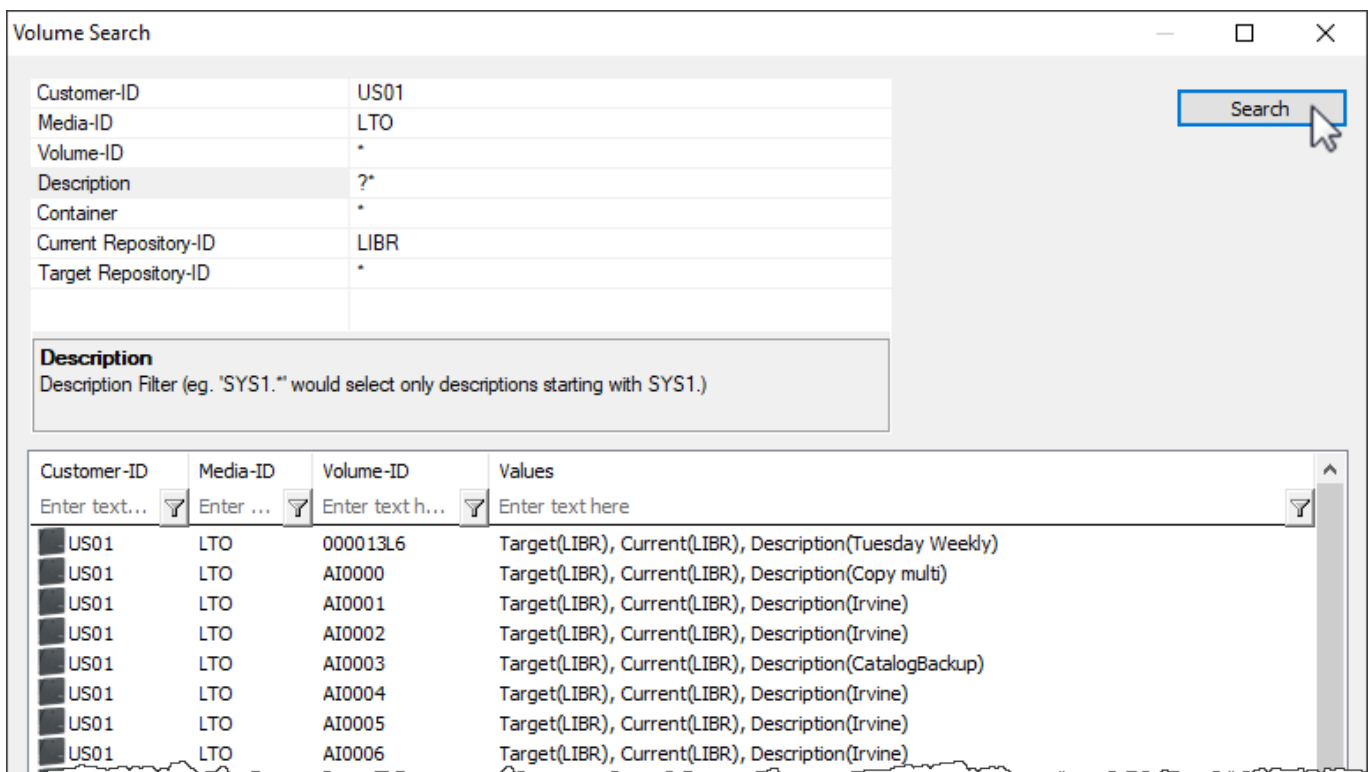 Volume Search
Customer-ID US01
Media-ID LTO
Volume-ID *
Description ?*
Container *
Current Repository-ID LIBR
Target Repository-ID *
Search
Description
Description Filter (eg. 'SYS1.*' would select only descriptions starting with SYS1.)
Customer-ID Media-ID Volume-ID Values
Enter text... Enter ... Enter text h... Enter text here
US01 LTO 000013L6 Target(LIBR), Current(LIBR), Description(Tuesday Weekly)
US01 LTO AI0000 Target(LIBR), Current(LIBR), Description(Copy multi)
US01 LTO AI0001 Target(LIBR), Current(LIBR), Description(Irvine)
US01 LTO AI0002 Target(LIBR), Current(LIBR), Description(Irvine)
US01 LTO AI0003 Target(LIBR), Current(LIBR), Description(CatalogBackup)
US01 LTO AI0004 Target(LIBR), Current(LIBR), Description(Irvine)
US01 LTO AI0005 Target(LIBR), Current(LIBR), Description(Irvine)
US01 LTO AI0006 Target(LIBR), Current(LIBR), Description(Irvine)